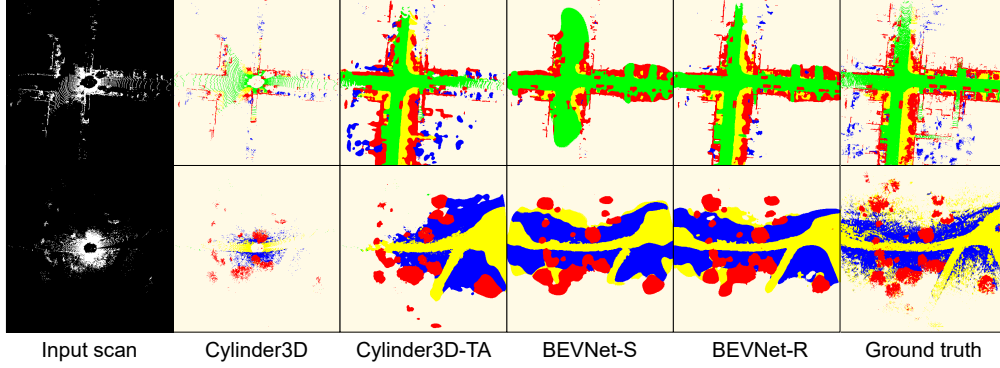 Input scan
Cylinder3D
Cylinder3D-TA
BEVNet-S
BEVNet-R
Ground truth